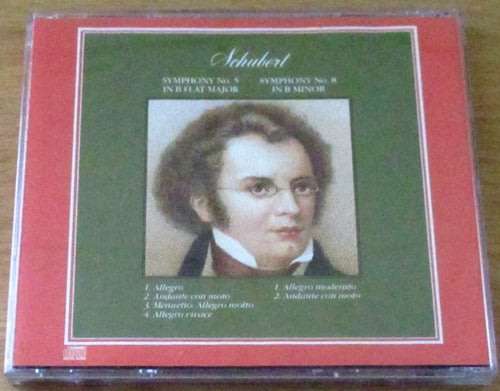 Schubert
SYMPHONY No. 5
IN B FLAT MAJOR
SYMPHONY No. 8
IN B MINOR
1. Allegro
2. Andante con moto
3. Menuetto: Allegro molto
4. Allegro vivace
1. Allegro moderato
2. Andante con moto